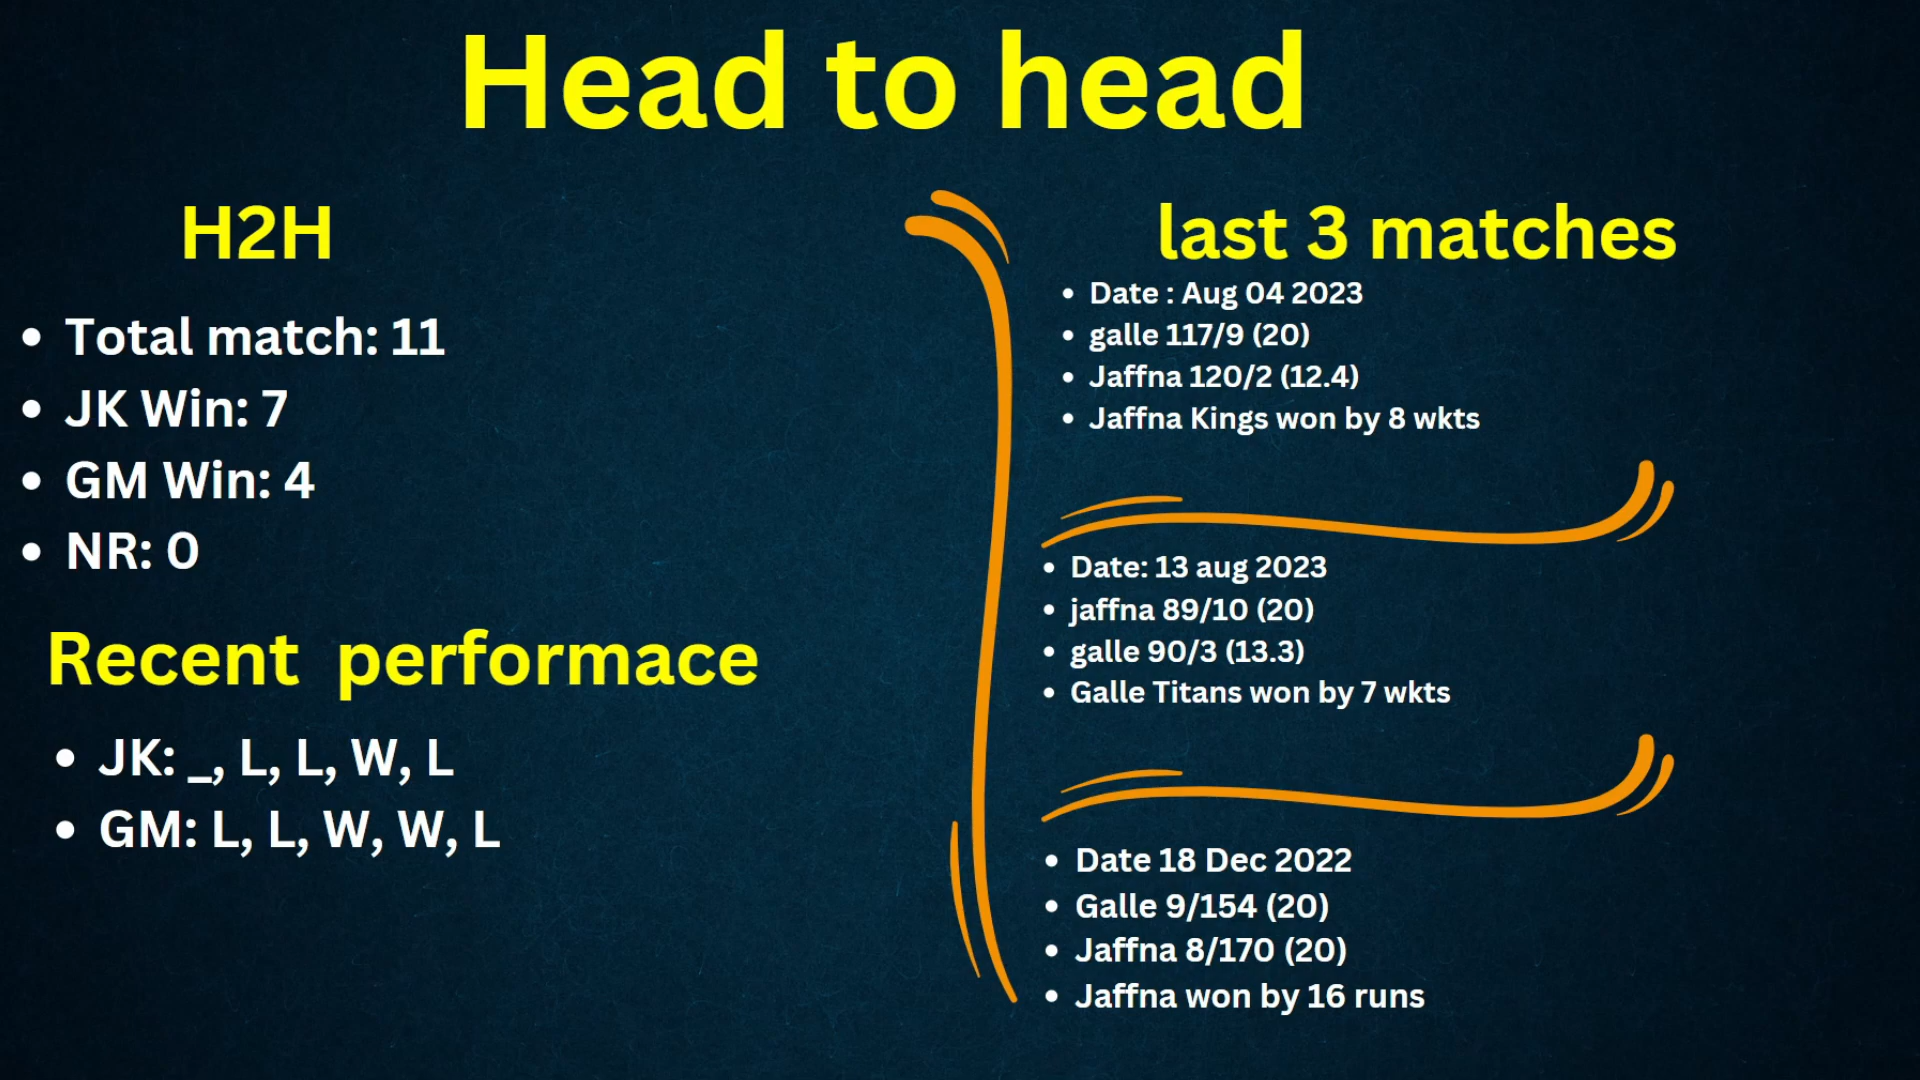 Head to head
H2H
• Total match: 11
• JK Win: 7
• GM Win: 4
• NR: 0
Recent performace
• JK: _, L, L, W, L
• GM: L, L, W, W, L
last 3 matches
• Date : Aug 04 2023
• galle 117/9 (20)
• Jaffna 120/2 (12.4)
• Jaffna Kings won by 8 wkts
• Date: 13 aug 2023
• jaffna 89/10 (20)
• galle 90/3 (13.3)
• Galle Titans won by 7 wkts
• Date 18 Dec 2022
• Galle 9/154 (20)
• Jaffna 8/170 (20)
• Jaffna won by 16 runs